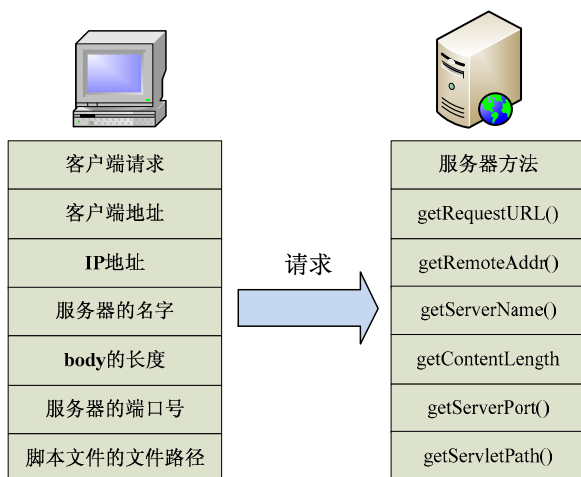 客户端请求
客户端地址
IP地址
服务器的名字
body的长度
服务器的端口号
脚本文件的文件路径
请求
服务器方法
getRequestURL()
getRemoteAddr()
getServerName()
getContentLength
getServerPort()
getServletPath()